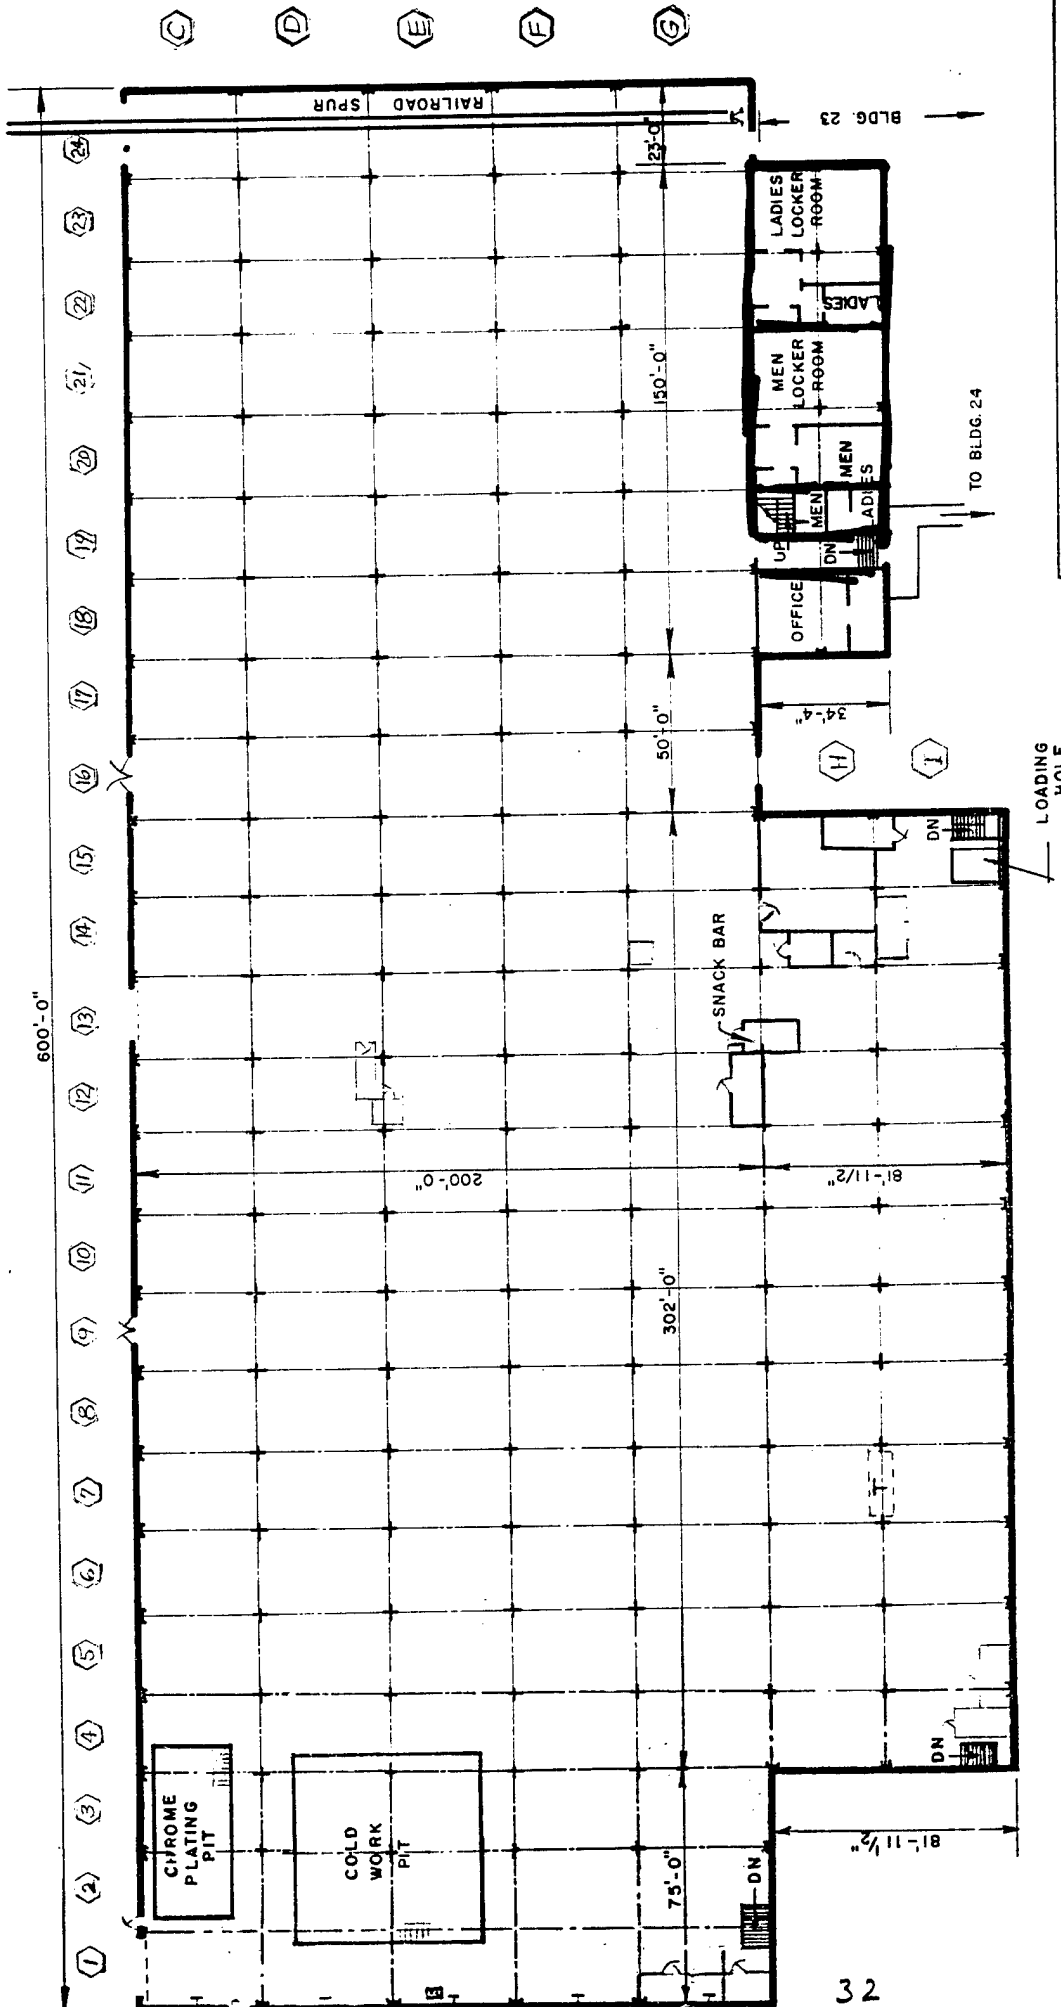 C
D
E
F
G
600'-0"
24
23
22
21
20
19
18
17
16
15
14
13
12
11
10
9
8
7
6
5
4
3
2
1
RAILROAD
SPUR
23'-0"
BLDG. 23
LADIES
LOCKER
ROOM
LADIES
MEN
LOCKER
ROOM
150'-0"
MEN
MEN
ADIES
UP
DN
OFFICE
TO BLDG. 24
50'-0"
34'-4"
H
I
LOADING
HOLE
DN
SNACK BAR
200'-0"
81'-11/2"
302'-0"
DN
81'-11 1/2"
CHROME
PLATING
PIT
COLD
WORK
PIT
75'-0"
DN
32